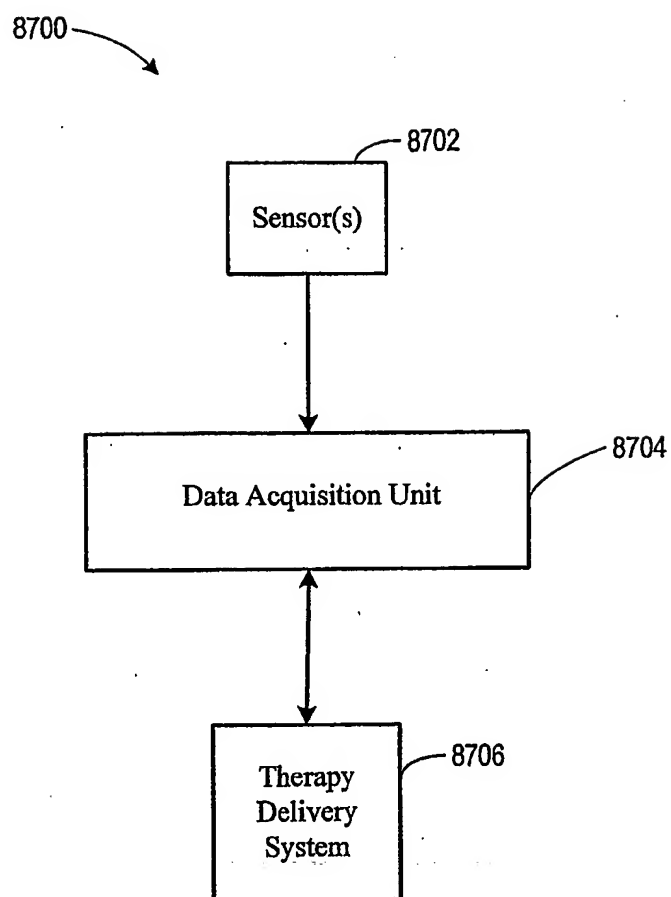 8700
8702
Sensor(s)
8704
Data Acquisition Unit
8706
Therapy
Delivery
System